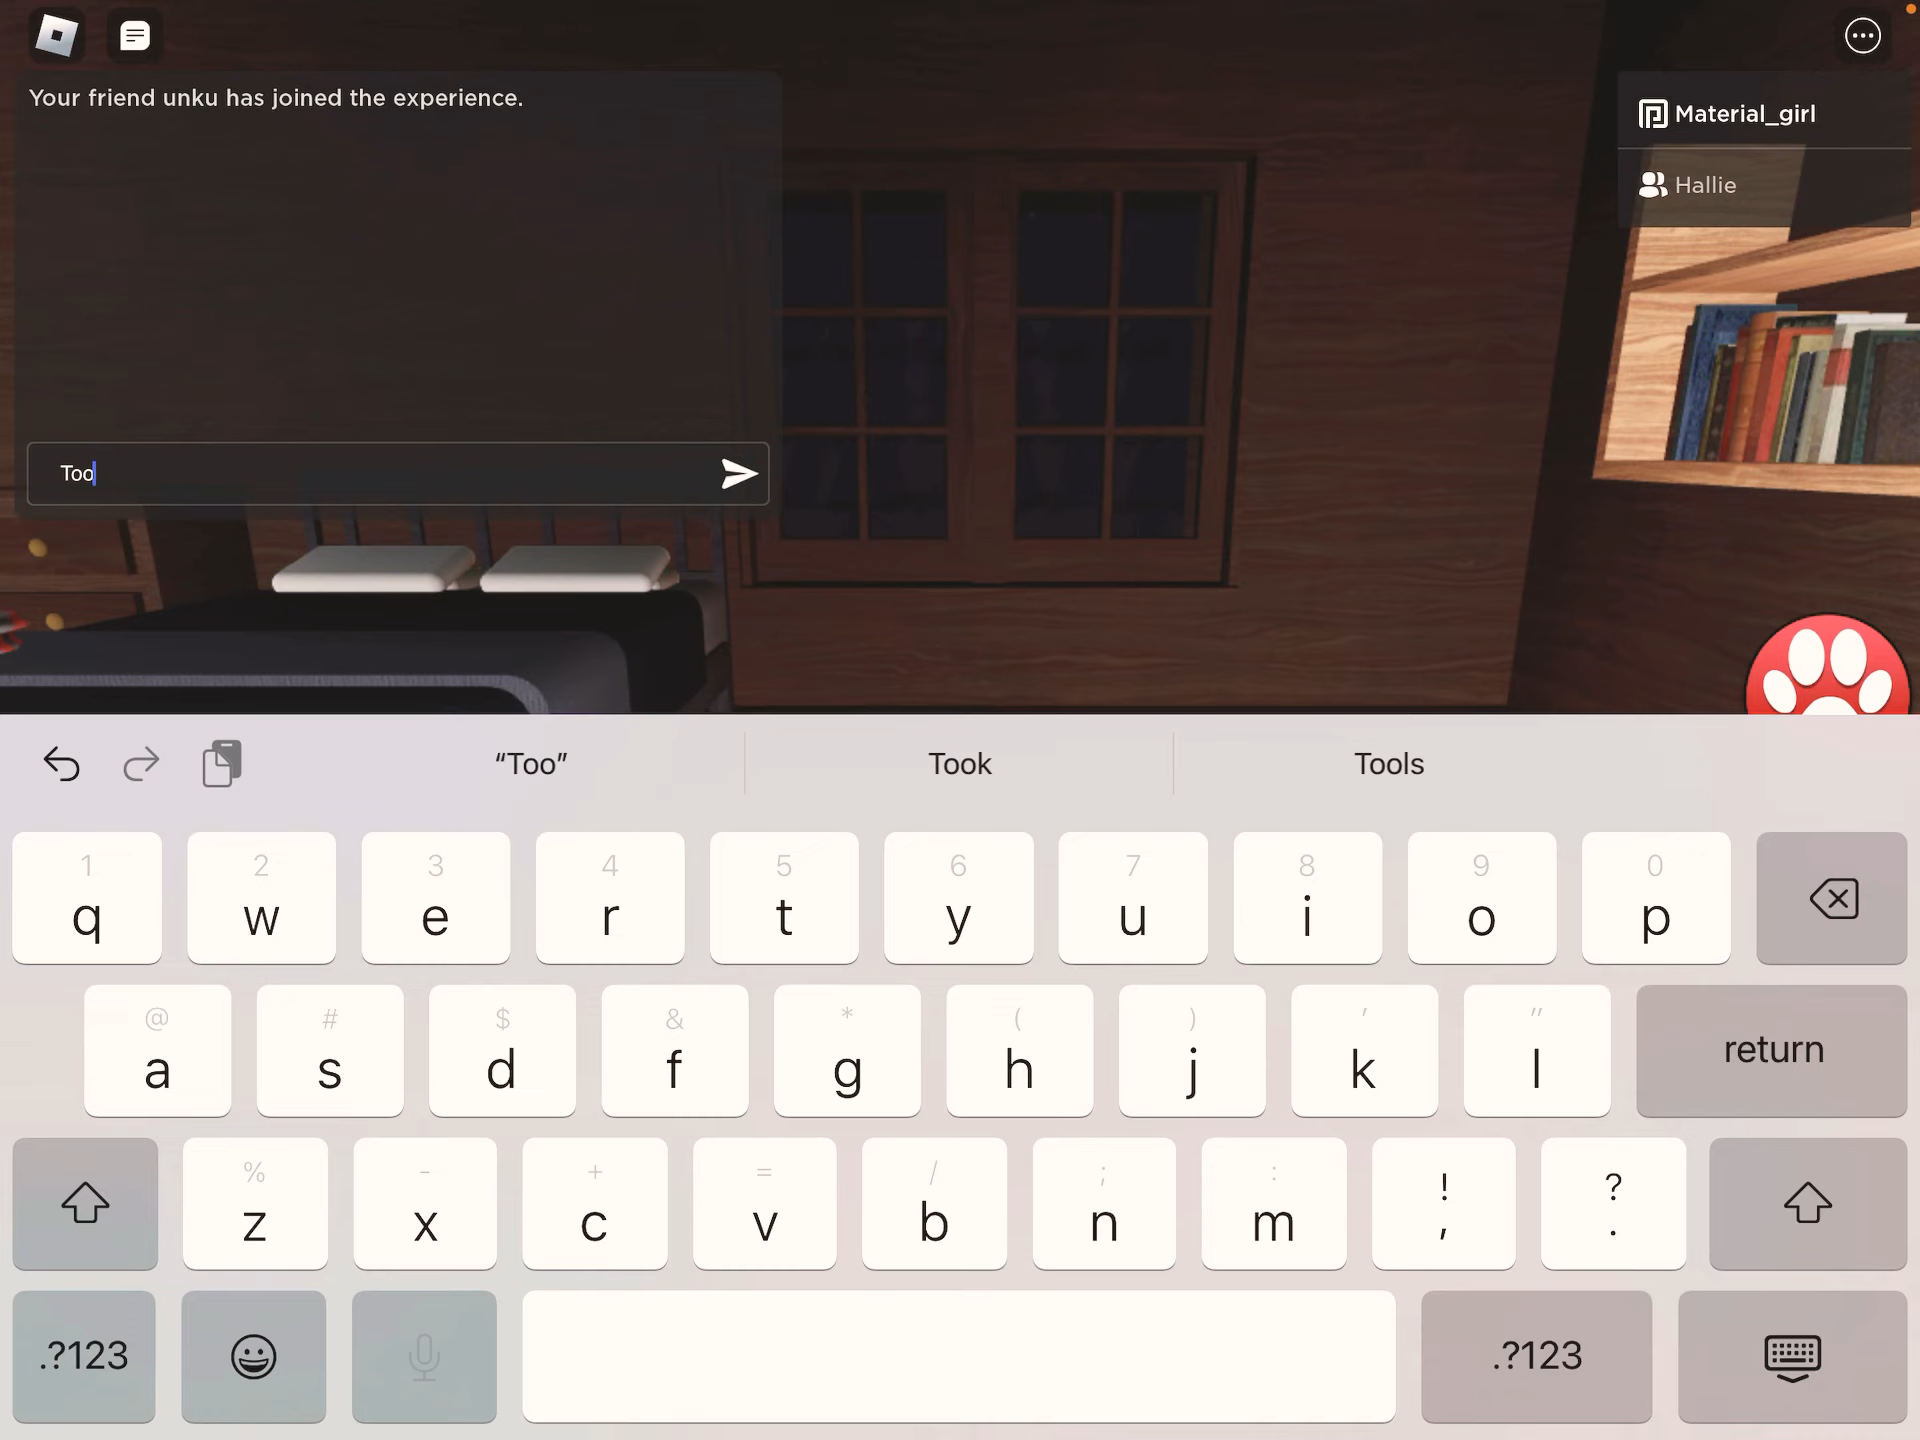 Your friend unku has joined the experience.
Material_girl
Hallie
Too
“Too” Took Tools
1 2 3 4 5 6 7 8 9 0
q w e r t y u i o p
@ # $ & * ( ) ' "
a s d f g h j k l return
% - + = / ; : ! ?
z x c v b n m , .
.?123 .?123